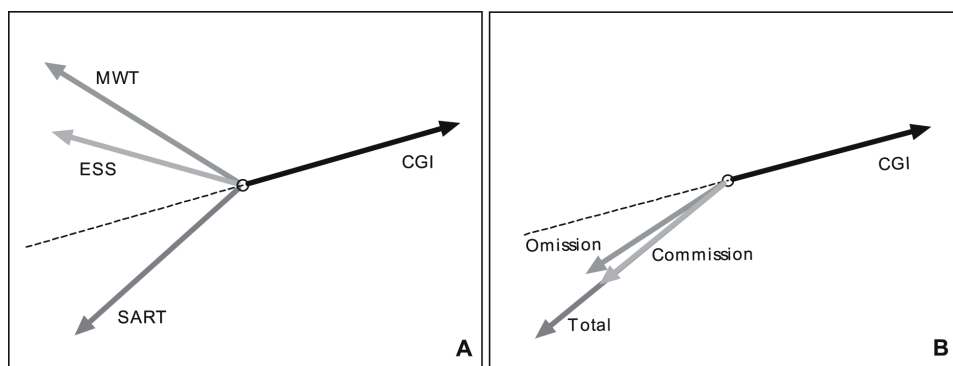 MWT
ESS
CGI
SART
A
CGI
Omission
Commission
Total
B